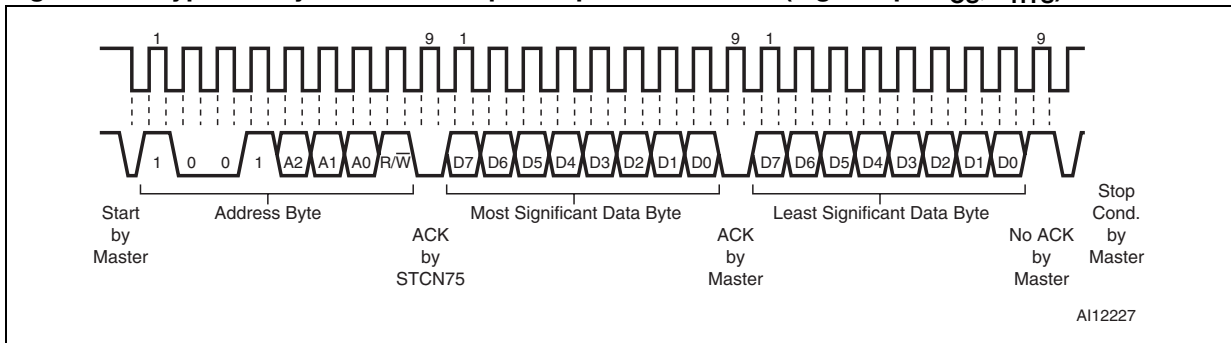 1 9 1 9 1 9
1 0 0 1 A2 A1 A0 R/W̅ D7 D6 D5 D4 D3 D2 D1 D0 D7 D6 D5 D4 D3 D2 D1 D0
Start
by
Master
Address Byte
ACK
by
STCN75
Most Significant Data Byte
ACK
by
Master
Least Significant Data Byte
No ACK
by
Master
Stop
Cond.
by
Master
AI12227